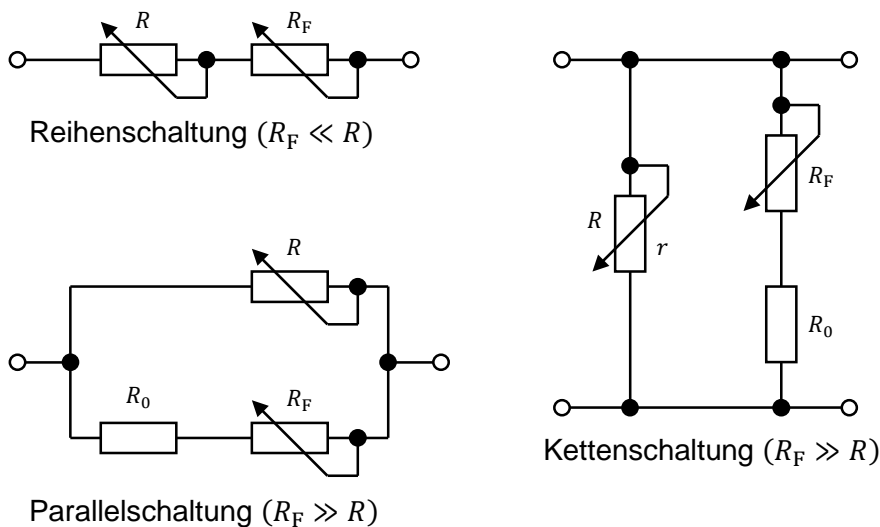 R R_F
Reihenschaltung (R_F ≪ R)
R
R_0 R_F
Parallelschaltung (R_F ≫ R)
R_F
R r
R_0
Kettenschaltung (R_F ≫ R)